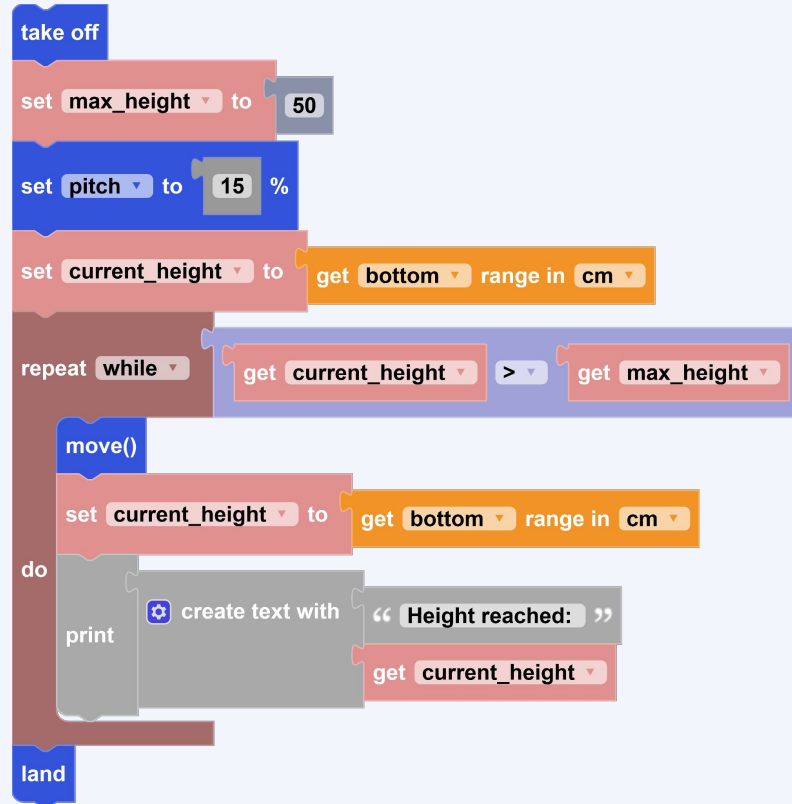 take off
set max_height to 50
set pitch to 15 %
set current_height to get bottom range in cm
repeat while get current_height > get max_height
move()
set current_height to get bottom range in cm
do
print create text with “ Height reached: ”
get current_height
land